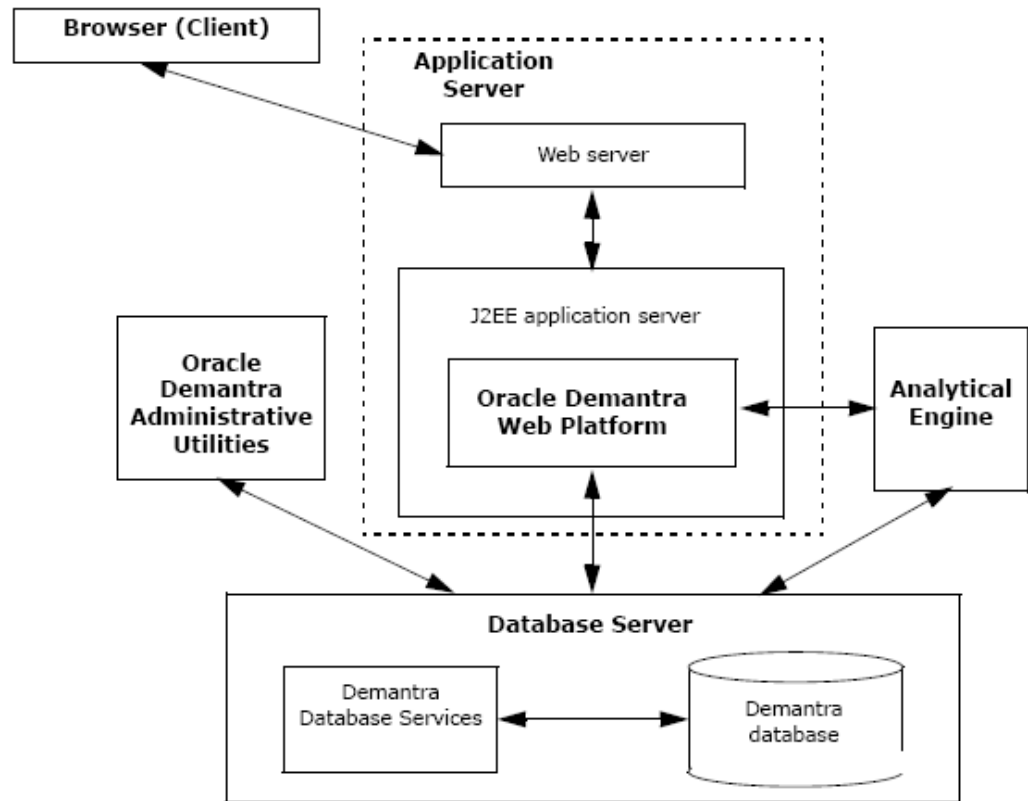 Browser (Client)
Application
Server
Web server
J2EE application server
Oracle
Demantra
Administrative
Utilities
Oracle Demantra
Web Platform
Analytical
Engine
Database Server
Demantra
Database Services
Demantra
database